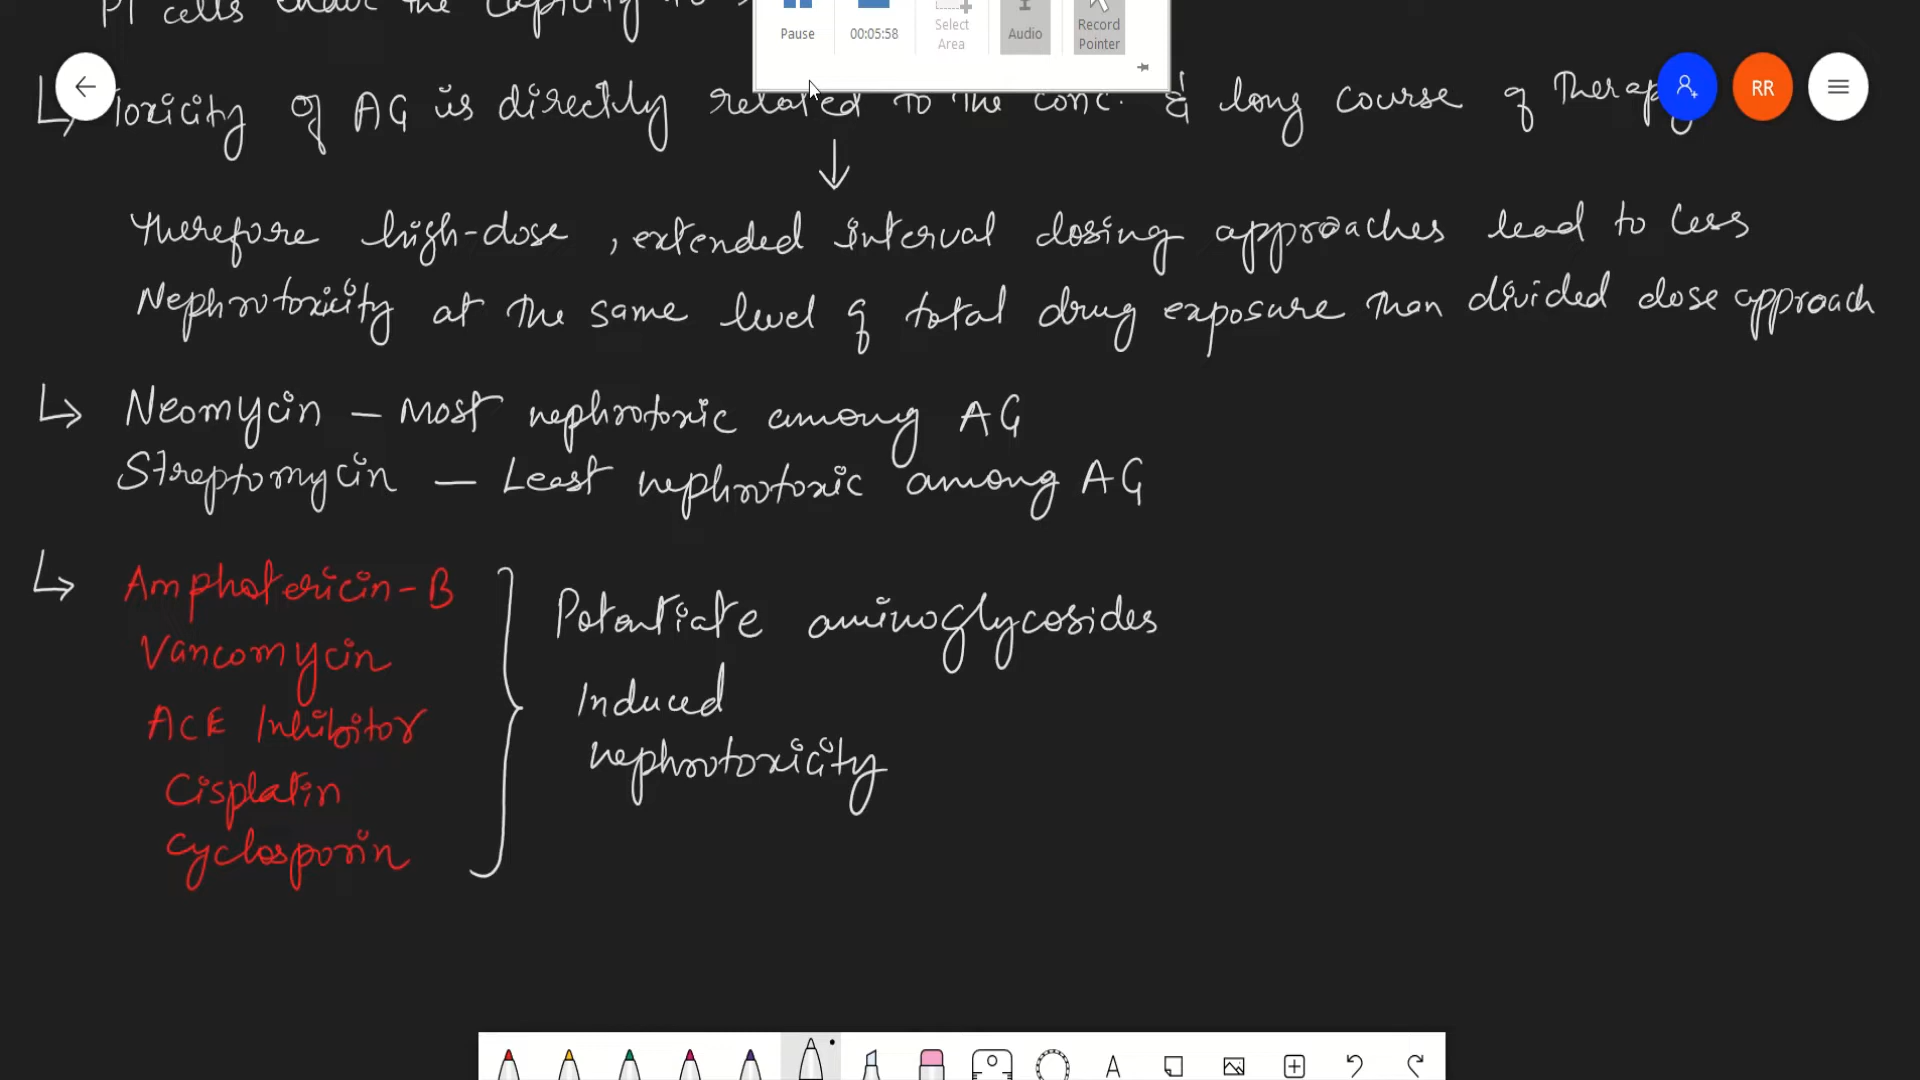 PT cells
Pause
00:05:58
Select
Area
Audio
Record
Pointer
RR
↳ Toxicity of AG is directly related to the conc. & long course of Therapy
↓
Therefore high-dose, extended interval dosing approaches lead to less
Nephrotoxicity at the same level of total drug exposure than divided dose approach
↳ Neomycin – Most nephrotoxic among AG
Streptomycin – Least nephrotoxic among AG
↳ Amphotericin-B
Vancomycin
ACE Inhibitor
Cisplatin
Cyclosporin
Potentiate aminoglycosides
Induced
nephrotoxicity